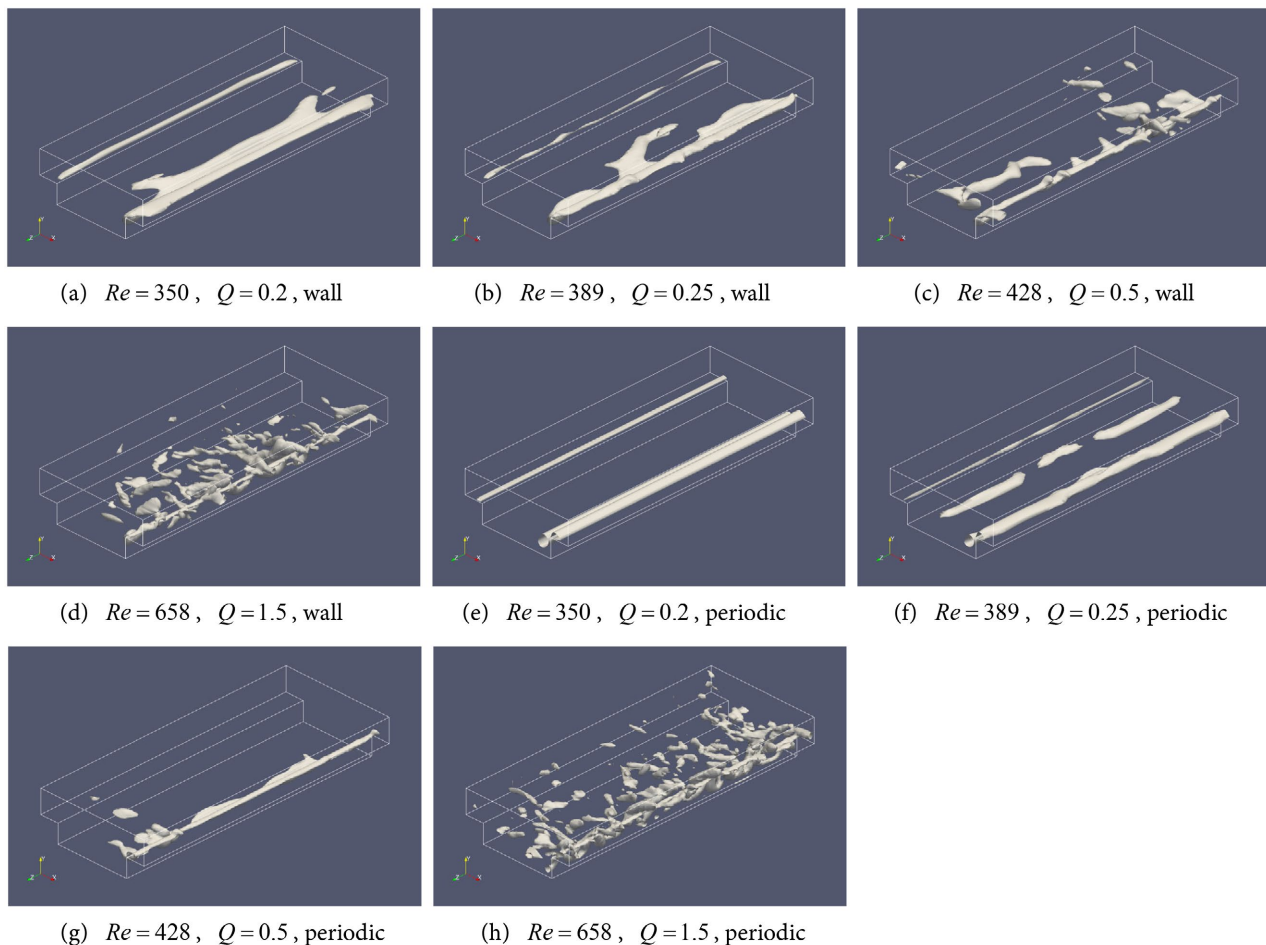 (a) Re = 350, Q = 0.2, wall
(b) Re = 389, Q = 0.25, wall
(c) Re = 428, Q = 0.5, wall
(d) Re = 658, Q = 1.5, wall
(e) Re = 350, Q = 0.2, periodic
(f) Re = 389, Q = 0.25, periodic
(g) Re = 428, Q = 0.5, periodic
(h) Re = 658, Q = 1.5, periodic